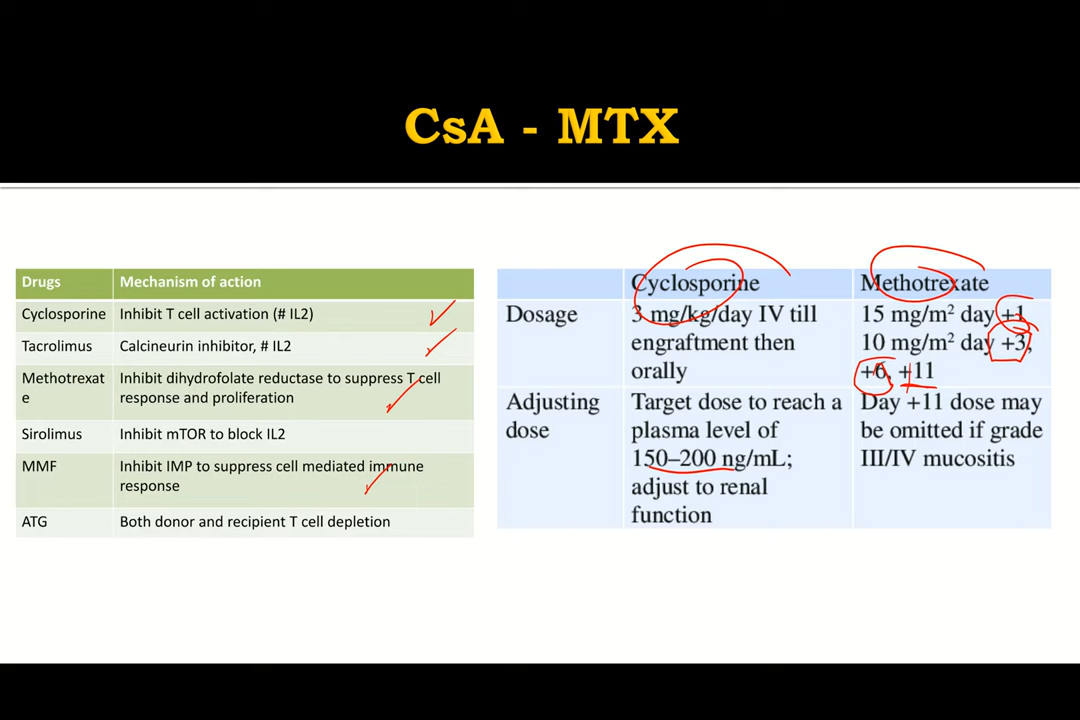 CsA - MTX
Drugs Mechanism of action
Cyclosporine Inhibit T cell activation (# IL2)
Tacrolimus Calcineurin inhibitor, # IL2
Methotrexat Inhibit dihydrofolate reductase to suppress T cell
e response and proliferation
Sirolimus Inhibit mTOR to block IL2
MMF Inhibit IMP to suppress cell mediated immune
response
ATG Both donor and recipient T cell depletion
Cyclosporine Methotrexate
Dosage 3 mg/kg/day IV till 15 mg/m² day +1
engraftment then 10 mg/m² day +3,
orally +6, +11
Adjusting Target dose to reach a Day +11 dose may
dose plasma level of be omitted if grade
150–200 ng/mL; III/IV mucositis
adjust to renal
function